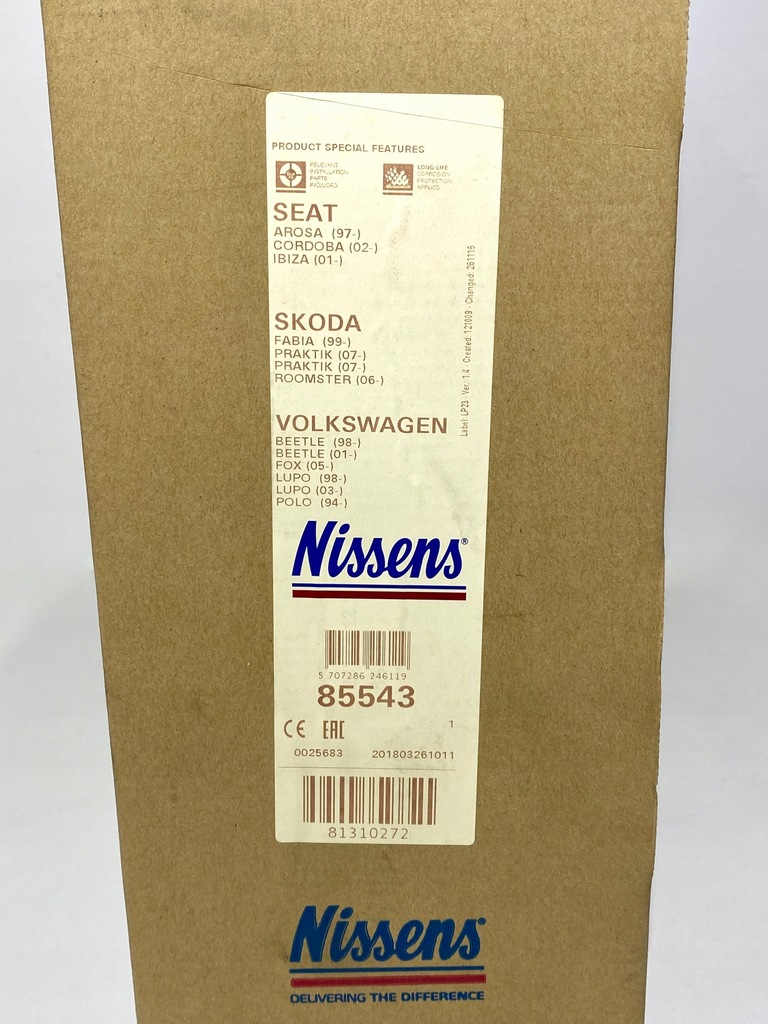 PRODUCT SPECIAL FEATURES
RELEVANT
INSTALLATION
PARTS
INCLUDED
LONG-LIFE
CORROSION
PROTECTION
APPLIED
SEAT
AROSA (97-)
CORDOBA (02-)
IBIZA (01-)
SKODA
FABIA (99-)
PRAKTIK (07-)
PRAKTIK (07-)
ROOMSTER (06-)
Label: LP23 - Ver.: 1.4 - Created: 121009 - Changed: 261115
VOLKSWAGEN
BEETLE (98-)
BEETLE (01-)
FOX (05-)
LUPO (98-)
LUPO (03-)
POLO (94-)
Nissens®
5 707286 246119
85543
CE EAC 1
0025683 201803261011
81310272
Nissens
DELIVERING THE DIFFERENCE